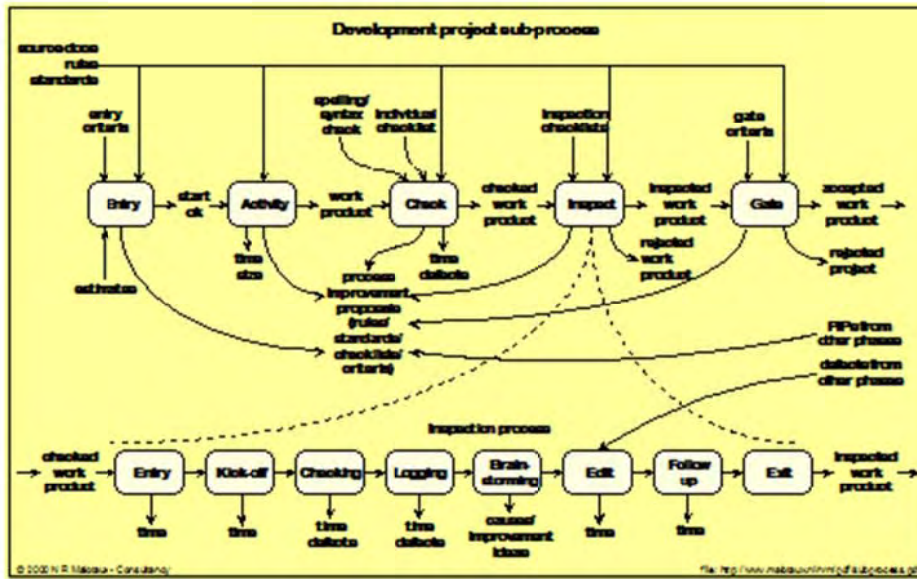 Development project sub-process
source docs
rules
standards
entry
criteria
spelling/
syntax
check
individual
checklist
inspection
checklists
gate
criteria
Entry
start
ok
Activity
work
product
Check
checked
work
product
Inspect
inspected
work
product
Gate
accepted
work
product
estimates
time
size
process
improvement
proposals
(rules/
standards/
checklists/
criteria)
time
defects
rejected
work
product
rejected
project
PIPs from
other phases
defects from
other phases
Inspection process
checked
work
product
Entry
Kick-off
Checking
Logging
Brain-
storming
Edit
Follow
up
Exit
inspected
work
product
time
time
time
defects
time
defects
causes/
improvement
ideas
time
time
© 2000 N R Malotaux - Consultancy